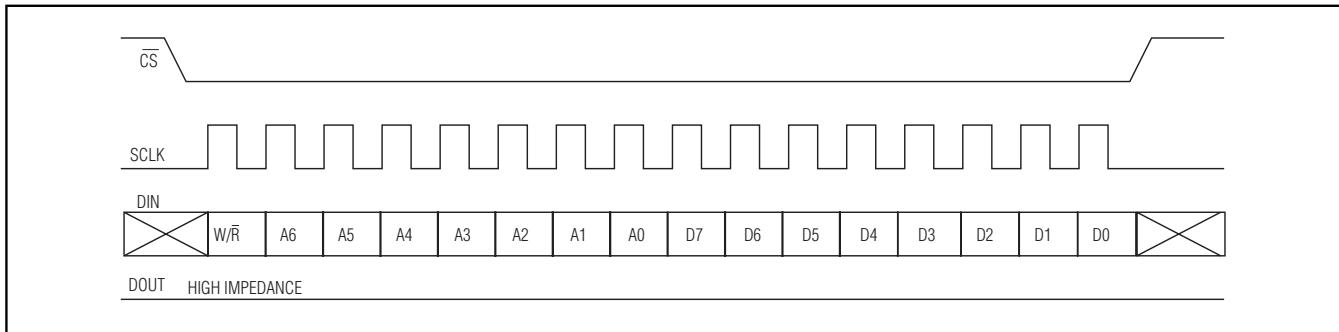 C̅S̅
SCLK
DIN
W/R̅ A6 A5 A4 A3 A2 A1 A0 D7 D6 D5 D4 D3 D2 D1 D0
DOUT HIGH IMPEDANCE